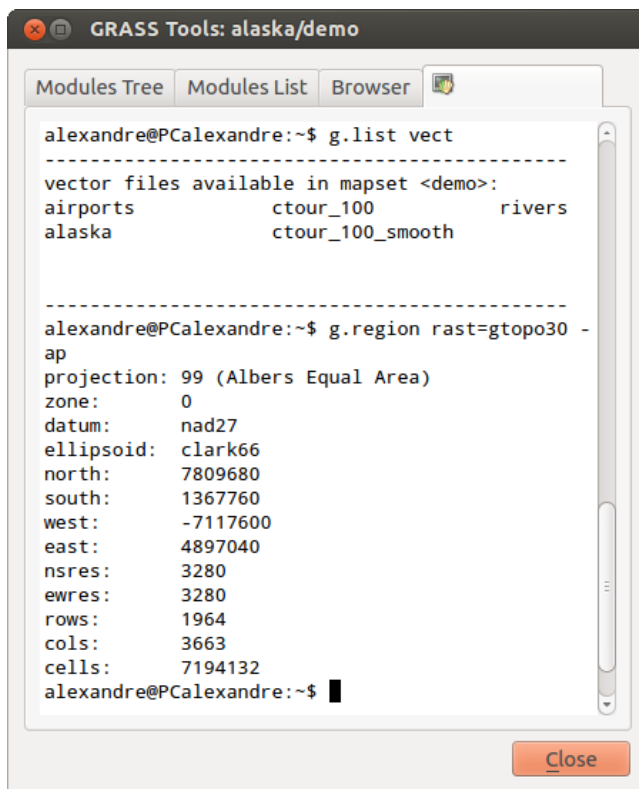 GRASS Tools: alaska/demo
Modules Tree Modules List Browser
alexandre@PCalexandre:~$ g.list vect
----------------------------------------------
vector files available in mapset <demo>:
airports ctour_100 rivers
alaska ctour_100_smooth
----------------------------------------------
alexandre@PCalexandre:~$ g.region rast=gtopo30 -
ap
projection: 99 (Albers Equal Area)
zone: 0
datum: nad27
ellipsoid: clark66
north: 7809680
south: 1367760
west: -7117600
east: 4897040
nsres: 3280
ewres: 3280
rows: 1964
cols: 3663
cells: 7194132
alexandre@PCalexandre:~$
Close